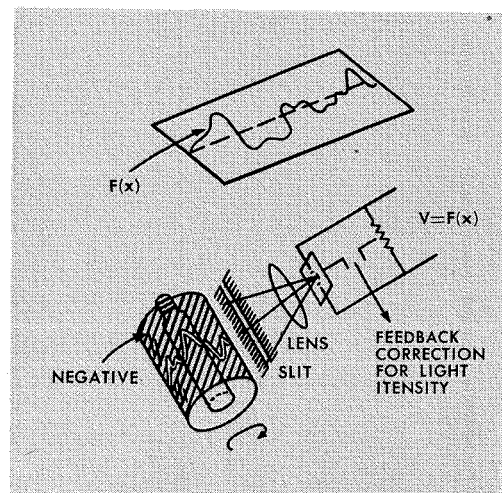 F(x)
V=F(x)
LENS
SLIT
NEGATIVE
FEEDBACK
CORRECTION
FOR LIGHT
ITENSITY